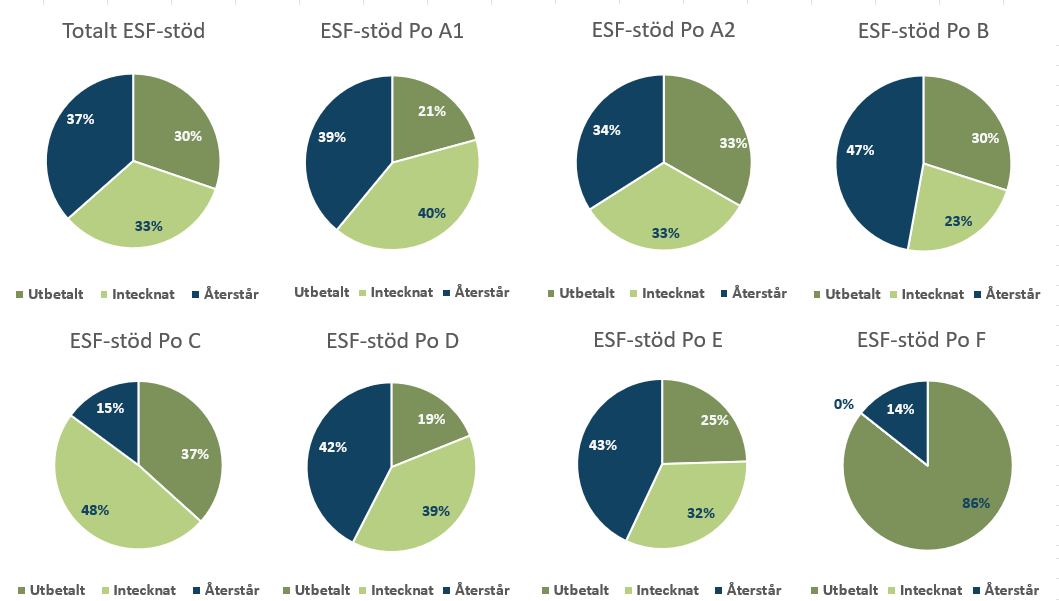 Totalt ESF-stöd
37%
30%
33%
Utbetalt Intecknat Återstår
ESF-stöd Po A1
21%
39%
40%
Utbetalt Intecknat Återstår
ESF-stöd Po A2
34%
33%
33%
Utbetalt Intecknat Återstår
ESF-stöd Po B
30%
47%
23%
Utbetalt Intecknat Återstår
ESF-stöd Po C
15%
37%
48%
Utbetalt Intecknat Återstår
ESF-stöd Po D
19%
42%
39%
Utbetalt Intecknat Återstår
ESF-stöd Po E
25%
43%
32%
Utbetalt Intecknat Återstår
ESF-stöd Po F
0%
14%
86%
Utbetalt Intecknat Återstår